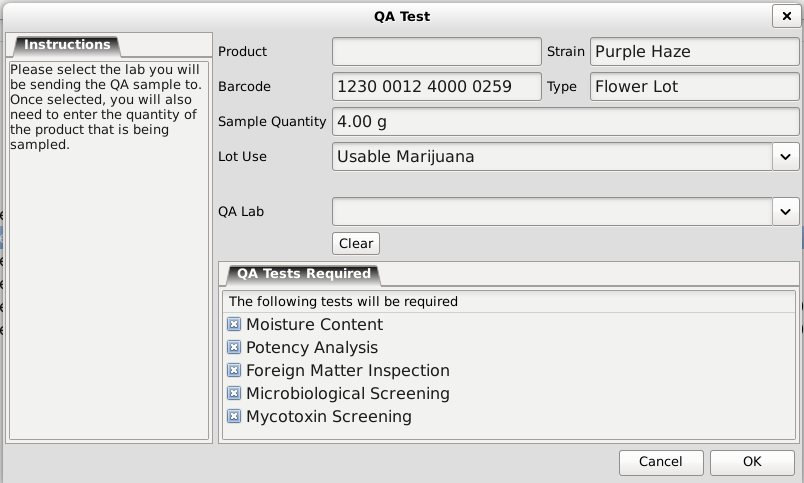 QA Test
Instructions
Please select the lab you will
be sending the QA sample to.
Once selected, you will also
need to enter the quantity of
the product that is being
sampled.
Product
Strain Purple Haze
Barcode 1230 0012 4000 0259 Type Flower Lot
Sample Quantity 4.00 g
Lot Use Usable Marijuana
QA Lab
Clear
QA Tests Required
The following tests will be required
Moisture Content
Potency Analysis
Foreign Matter Inspection
Microbiological Screening
Mycotoxin Screening
Cancel OK